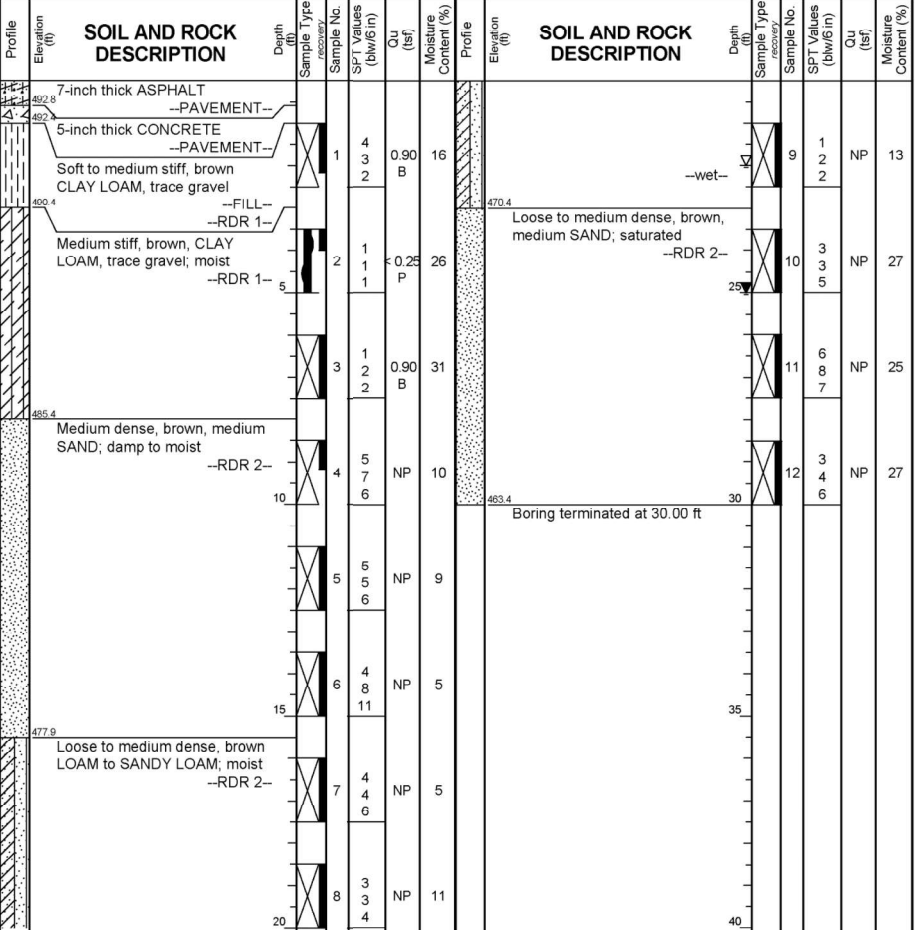 Profile
Elevation
(ft)
SOIL AND ROCK
DESCRIPTION
Depth
(ft)
Sample Type
recovery
Sample No.
SPT Values
(blw/6in)
Qu
(tsf)
Moisture
Content (%)
7-inch thick ASPHALT
492.8
--PAVEMENT--
492.4
5-inch thick CONCRETE
--PAVEMENT--
Soft to medium stiff, brown
CLAY LOAM, trace gravel
--FILL--
490.4
--RDR 1--
1
4
3
2
0.90
B
16
Medium stiff, brown, CLAY
LOAM, trace gravel; moist
--RDR 1--
5
2
1
1
1
< 0.25
P
26
3
1
2
2
0.90
B
31
485.4
Medium dense, brown, medium
SAND; damp to moist
--RDR 2--
10
4
5
7
6
NP
10
5
5
5
6
NP
9
6
4
8
11
NP
5
15
477.9
Loose to medium dense, brown
LOAM to SANDY LOAM; moist
--RDR 2--
7
4
4
6
NP
5
8
3
3
4
NP
11
20
Profile
Elevation
(ft)
SOIL AND ROCK
DESCRIPTION
Depth
(ft)
Sample Type
recovery
Sample No.
SPT Values
(blw/6in)
Qu
(tsf)
Moisture
Content (%)
--wet--
9
1
2
2
NP
13
470.4
Loose to medium dense, brown,
medium SAND; saturated
--RDR 2--
25
10
3
3
5
NP
27
11
6
8
7
NP
25
12
3
4
6
NP
27
463.4
30
Boring terminated at 30.00 ft
35
40